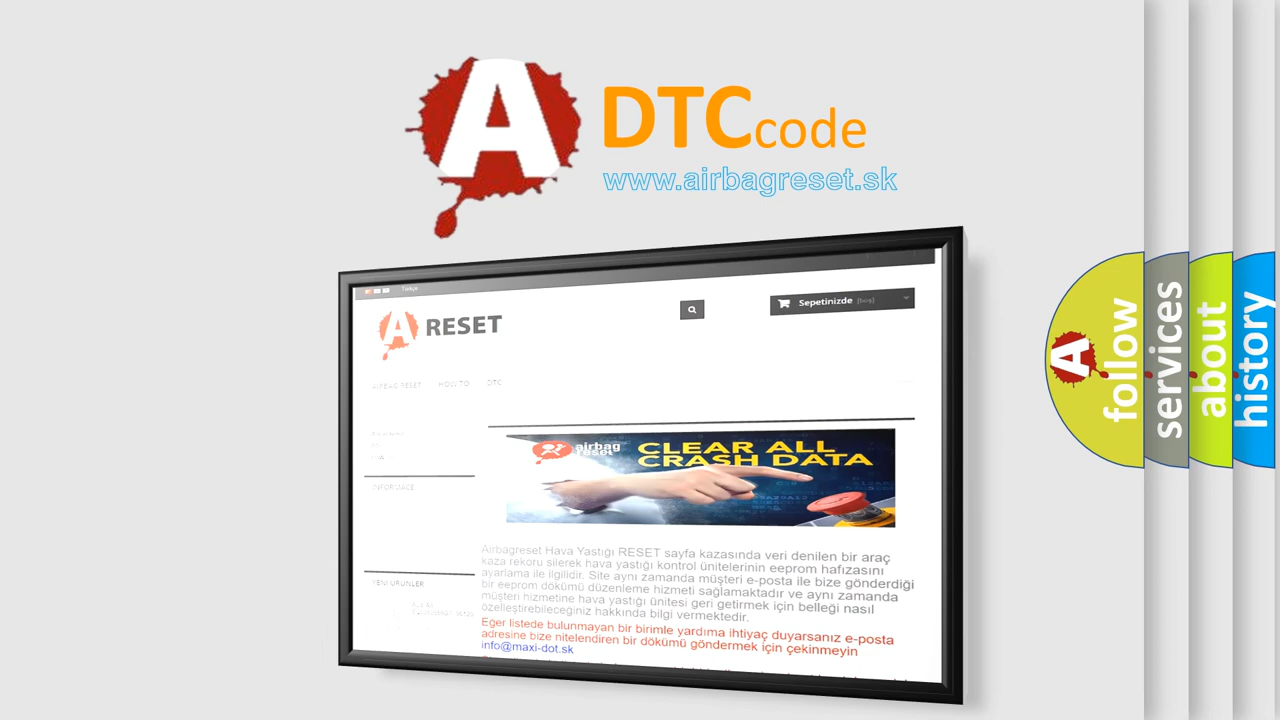 A DTCcode
www.airbagreset.sk
Türkçe
A RESET
Sepetinizde (boş)
AIRBAG RESET HOW TO DTC
INFORMACE
airbag
reset
CLEAR ALL
CRASH DATA
Airbagreset Hava Yastığı RESET sayfa kazasında veri denilen bir araç
kaza rekoru silerek hava yastığı kontrol ünitelerinin eeprom hafızasını
ayarlama ile ilgilidir. Site aynı zamanda müşteri e-posta ile bize gönderdiği
bir eeprom dökümü düzenleme hizmeti sağlamaktadır ve aynı zamanda
müşteri hizmetine hava yastığı ünitesi geri getirmek için belleği nasıl
özelleştirebileceğiniz hakkında bilgi vermektedir.
Eğer listede bulunmayan bir birimle yardıma ihtiyaç duyarsanız e-posta
adresine bize nitelendiren bir dökümü göndermek için çekinmeyin
info@maxi-dot.sk
YENI ÜRÜNLER
A follow
services
about
history